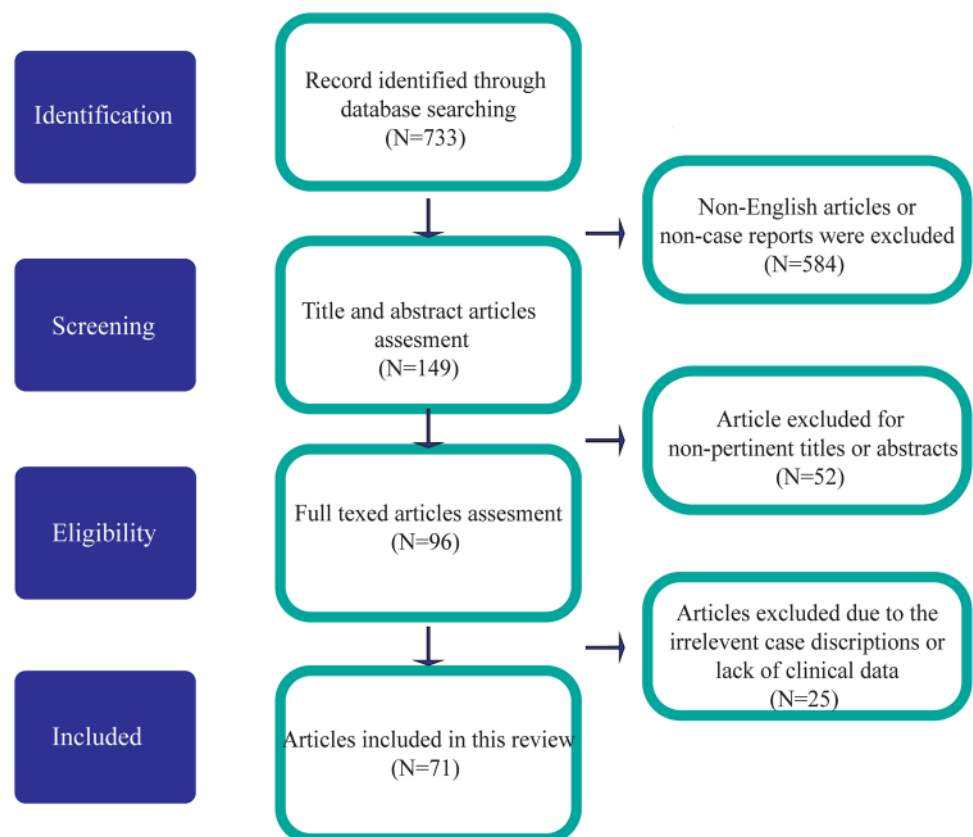 Identification
Record identified through
database searching
(N=733)
Non-English articles or
non-case reports were excluded
(N=584)
Screening
Title and abstract articles
assesment
(N=149)
Article excluded for
non-pertinent titles or abstracts
(N=52)
Eligibility
Full texed articles assesment
(N=96)
Articles excluded due to the
irrelevent case discriptions or
lack of clinical data
(N=25)
Included
Articles included in this review
(N=71)